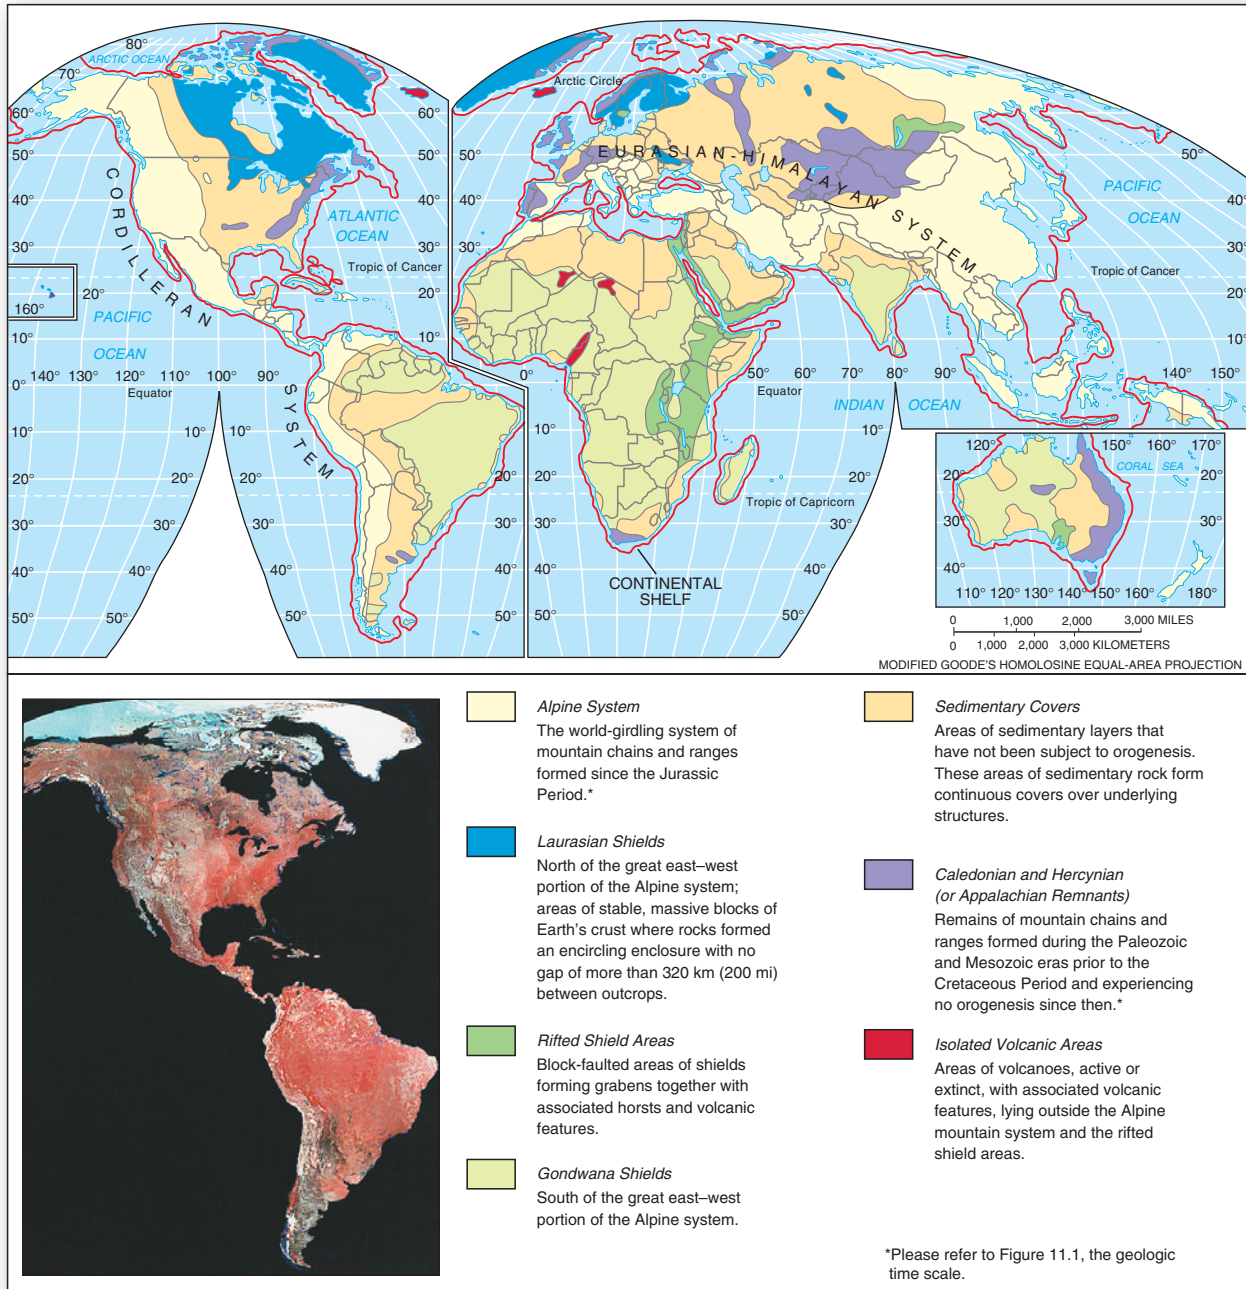 80°
ARCTIC OCEAN
70°
60°
50°
40°
30°
160°
20°
PACIFIC
OCEAN
10°
0°
140°
130°
120°
110°
100°
90°
Equator
10°
20°
30°
40°
50°
CORDILLERAN
SYSTEM
60°
50°
40°
ATLANTIC
OCEAN
30°
Tropic of Cancer
20°
10°
10°
20°
30°
40°
50°
10°
20°
30°
40°
50°
20°
30°
40°
50°
Arctic Circle
60°
50°
40°
30°
20°
10°
0°
EURASIAN-HIMALAYAN SYSTEM
50°
PACIFIC
OCEAN
40°
30°
Tropic of Cancer
20°
10°
50°
60°
70°
80°
90°
140°
150°
Equator
INDIAN
OCEAN
10°
10°
20°
20°
30°
40°
50°
Tropic of Capricorn
30°
40°
50°
CONTINENTAL
SHELF
120°
150°
160°
170°
CORAL SEA
20°
20°
30°
30°
40°
40°
110°
120°
130°
140°
150°
180°
0 1,000 2,000 3,000 MILES
0 1,000 2,000 3,000 KILOMETERS
MODIFIED GOODE'S HOMOLOSINE EQUAL-AREA PROJECTION
Alpine System
The world-girdling system of
mountain chains and ranges
formed since the Jurassic
Period.*
Laurasian Shields
North of the great east–west
portion of the Alpine system;
areas of stable, massive blocks of
Earth's crust where rocks formed
an encircling enclosure with no
gap of more than 320 km (200 mi)
between outcrops.
Rifted Shield Areas
Block-faulted areas of shields
forming grabens together with
associated horsts and volcanic
features.
Gondwana Shields
South of the great east–west
portion of the Alpine system.
Sedimentary Covers
Areas of sedimentary layers that
have not been subject to orogenesis.
These areas of sedimentary rock form
continuous covers over underlying
structures.
Caledonian and Hercynian
(or Appalachian Remnants)
Remains of mountain chains and
ranges formed during the Paleozoic
and Mesozoic eras prior to the
Cretaceous Period and experiencing
no orogenesis since then.*
Isolated Volcanic Areas
Areas of volcanoes, active or
extinct, with associated volcanic
features, lying outside the Alpine
mountain system and the rifted
shield areas.
*Please refer to Figure 11.1, the geologic
time scale.